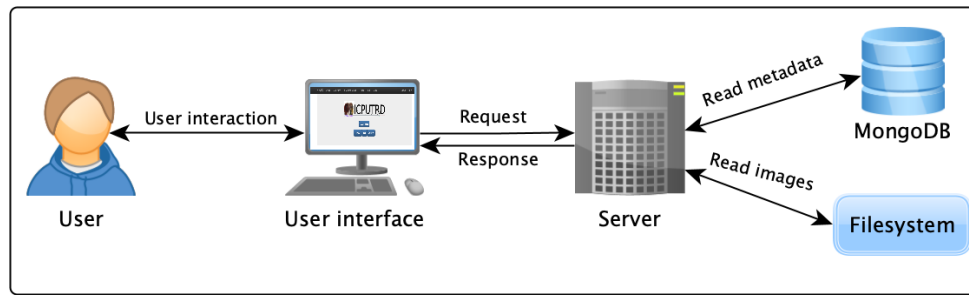 User interaction
User
ICPUTRD
User interface
Request
Response
Server
Read metadata
MongoDB
Read images
Filesystem